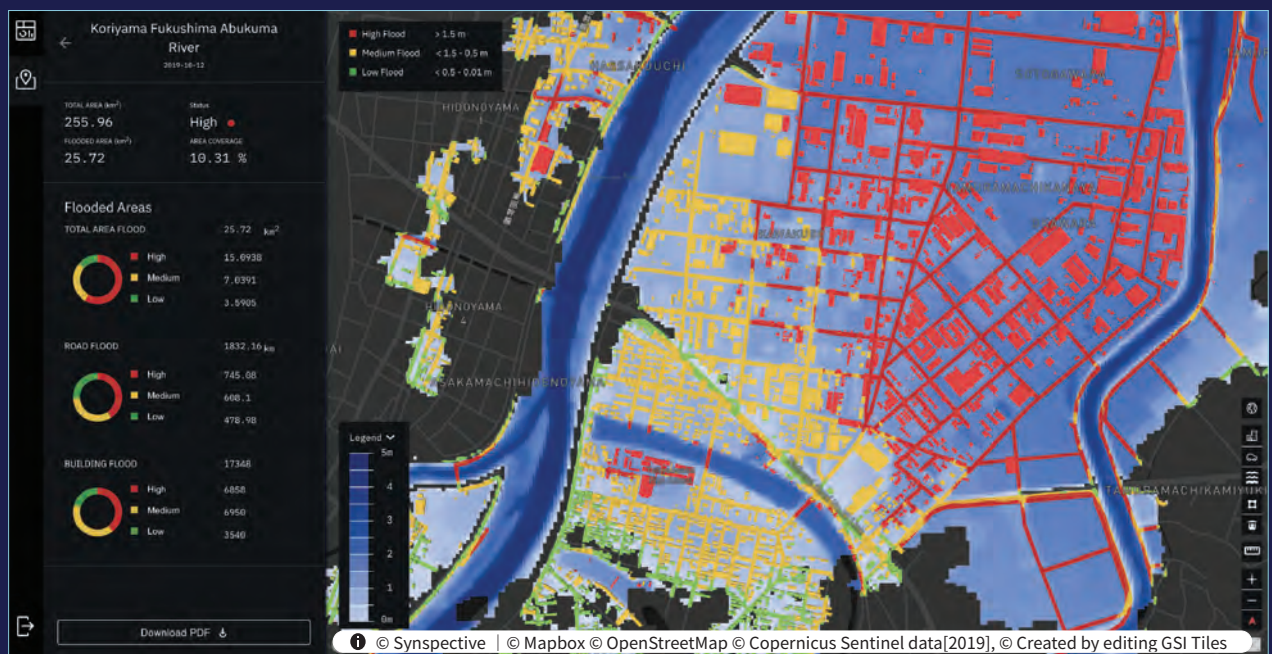 Koriyama Fukushima Abukuma
River
2019-10-12
TOTAL AREA (km²)
Status
255.96
High
FLOODED AREA (km²)
AREA COVERAGE
25.72
10.31 %
Flooded Areas
TOTAL AREA FLOOD 25.72 km²
High 15.0938
Medium 7.0391
Low 3.5905
ROAD FLOOD 1832.16 km
High 745.08
Medium 608.1
Low 478.98
BUILDING FLOOD 17348
High 6858
Medium 6950
Low 3540
Download PDF
High Flood > 1.5 m
Medium Flood < 1.5 - 0.5 m
Low Flood < 0.5 - 0.01 m
HIDONOYAMA
1
HIDONOYAMA
4
Legend
5m
4
3
2
1
0m
© Synspective | © Mapbox © OpenStreetMap © Copernicus Sentinel data[2019], © Created by editing GSI Tiles